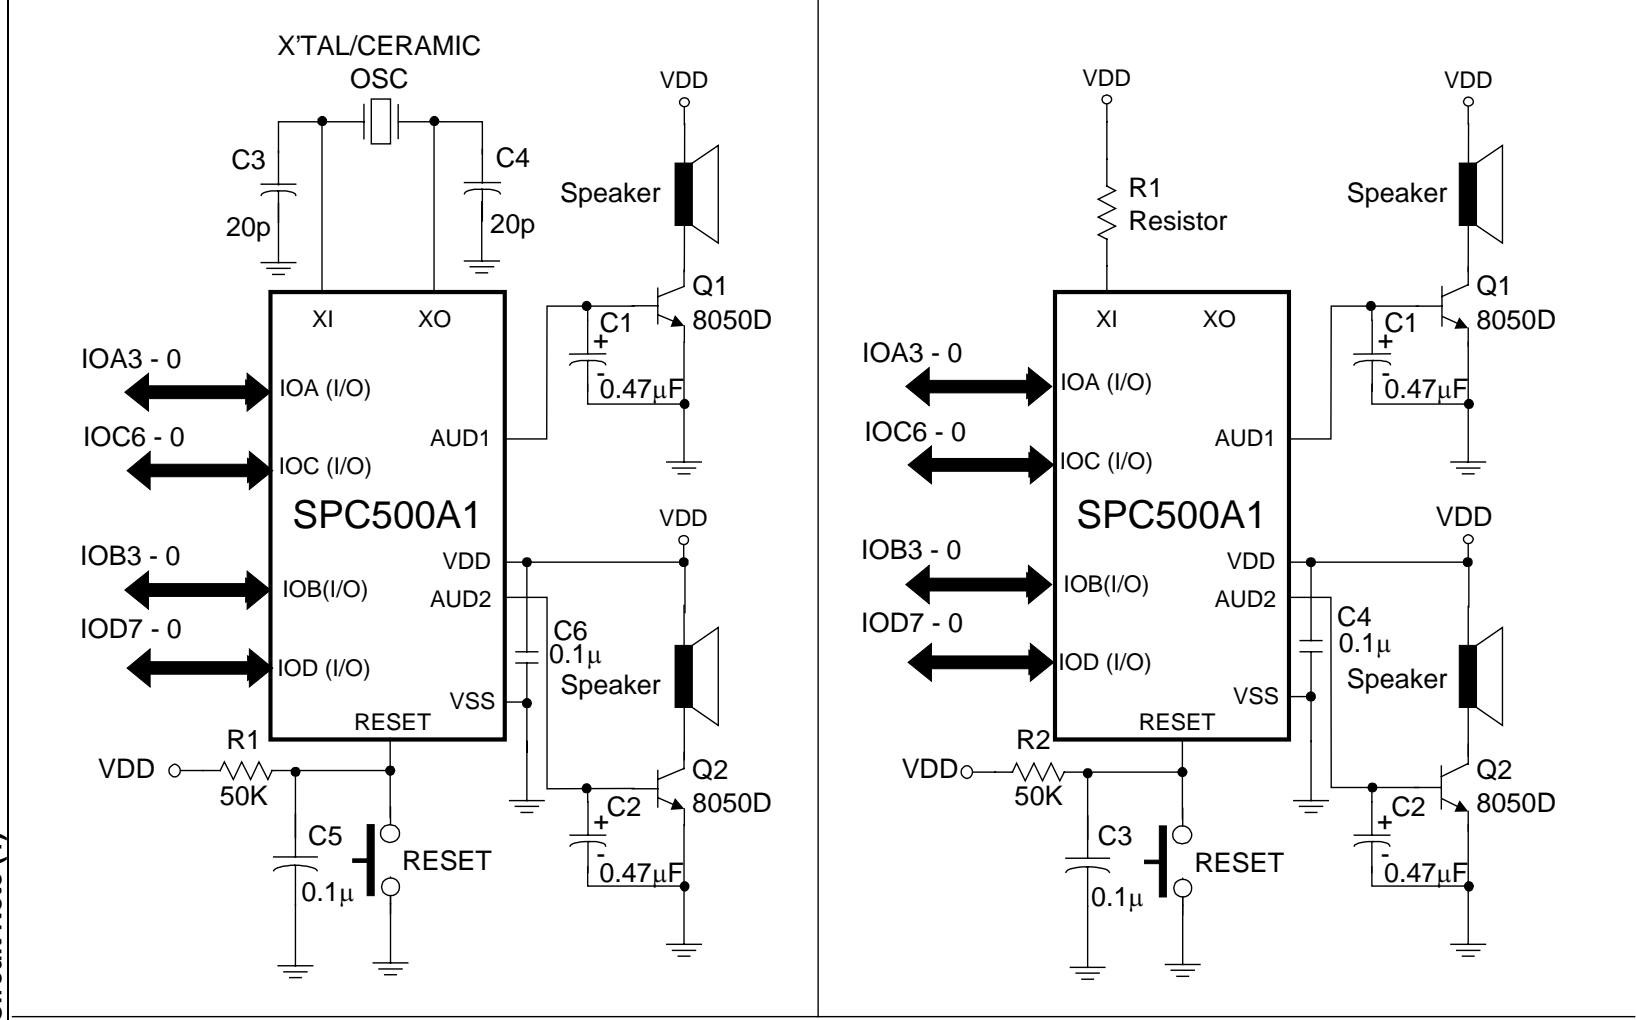 X'TAL/CERAMIC
OSC
C3
20p
C4
20p
VDD
Speaker
Q1
8050D
C1
+
-
0.47μF
XI
XO
IOA3 - 0
IOA (I/O)
IOC6 - 0
IOC (I/O)
AUD1
SPC500A1
IOB3 - 0
IOB(I/O)
IOD7 - 0
IOD (I/O)
VDD
AUD2
VSS
RESET
VDD
C6
0.1μ
Speaker
Q2
8050D
C2
+
-
0.47μF
VDD
R1
50K
C5
0.1μ
RESET
VDD
R1
Resistor
VDD
Speaker
Q1
8050D
C1
+
-
0.47μF
XI
XO
IOA3 - 0
IOA (I/O)
IOC6 - 0
IOC (I/O)
AUD1
SPC500A1
IOB3 - 0
IOB(I/O)
IOD7 - 0
IOD (I/O)
VDD
AUD2
VSS
RESET
VDD
C4
0.1μ
Speaker
Q2
8050D
C2
+
-
0.47μF
VDD
R2
50K
C3
0.1μ
RESET